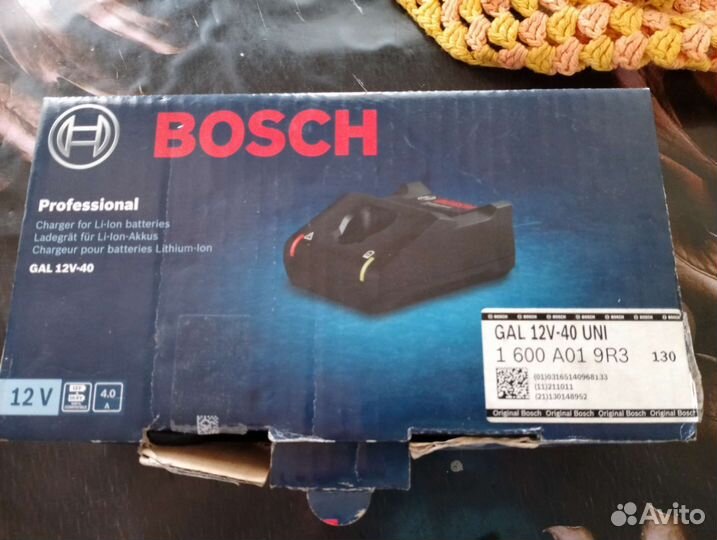 BOSCH
Professional
Charger for Li-Ion batteries
Ladegrät für Li-Ion-Akkus
Chargeur pour batteries Lithium-Ion
GAL 12V-40
12 V
4.0
A
BOSCH
GAL 12V-40 UNI
1 600 A01 9R3
130
(01)03165140968133
(11)211011
(21)130148952
Original Bosch Original Bosch Original Bosch Original Bosch
Avito